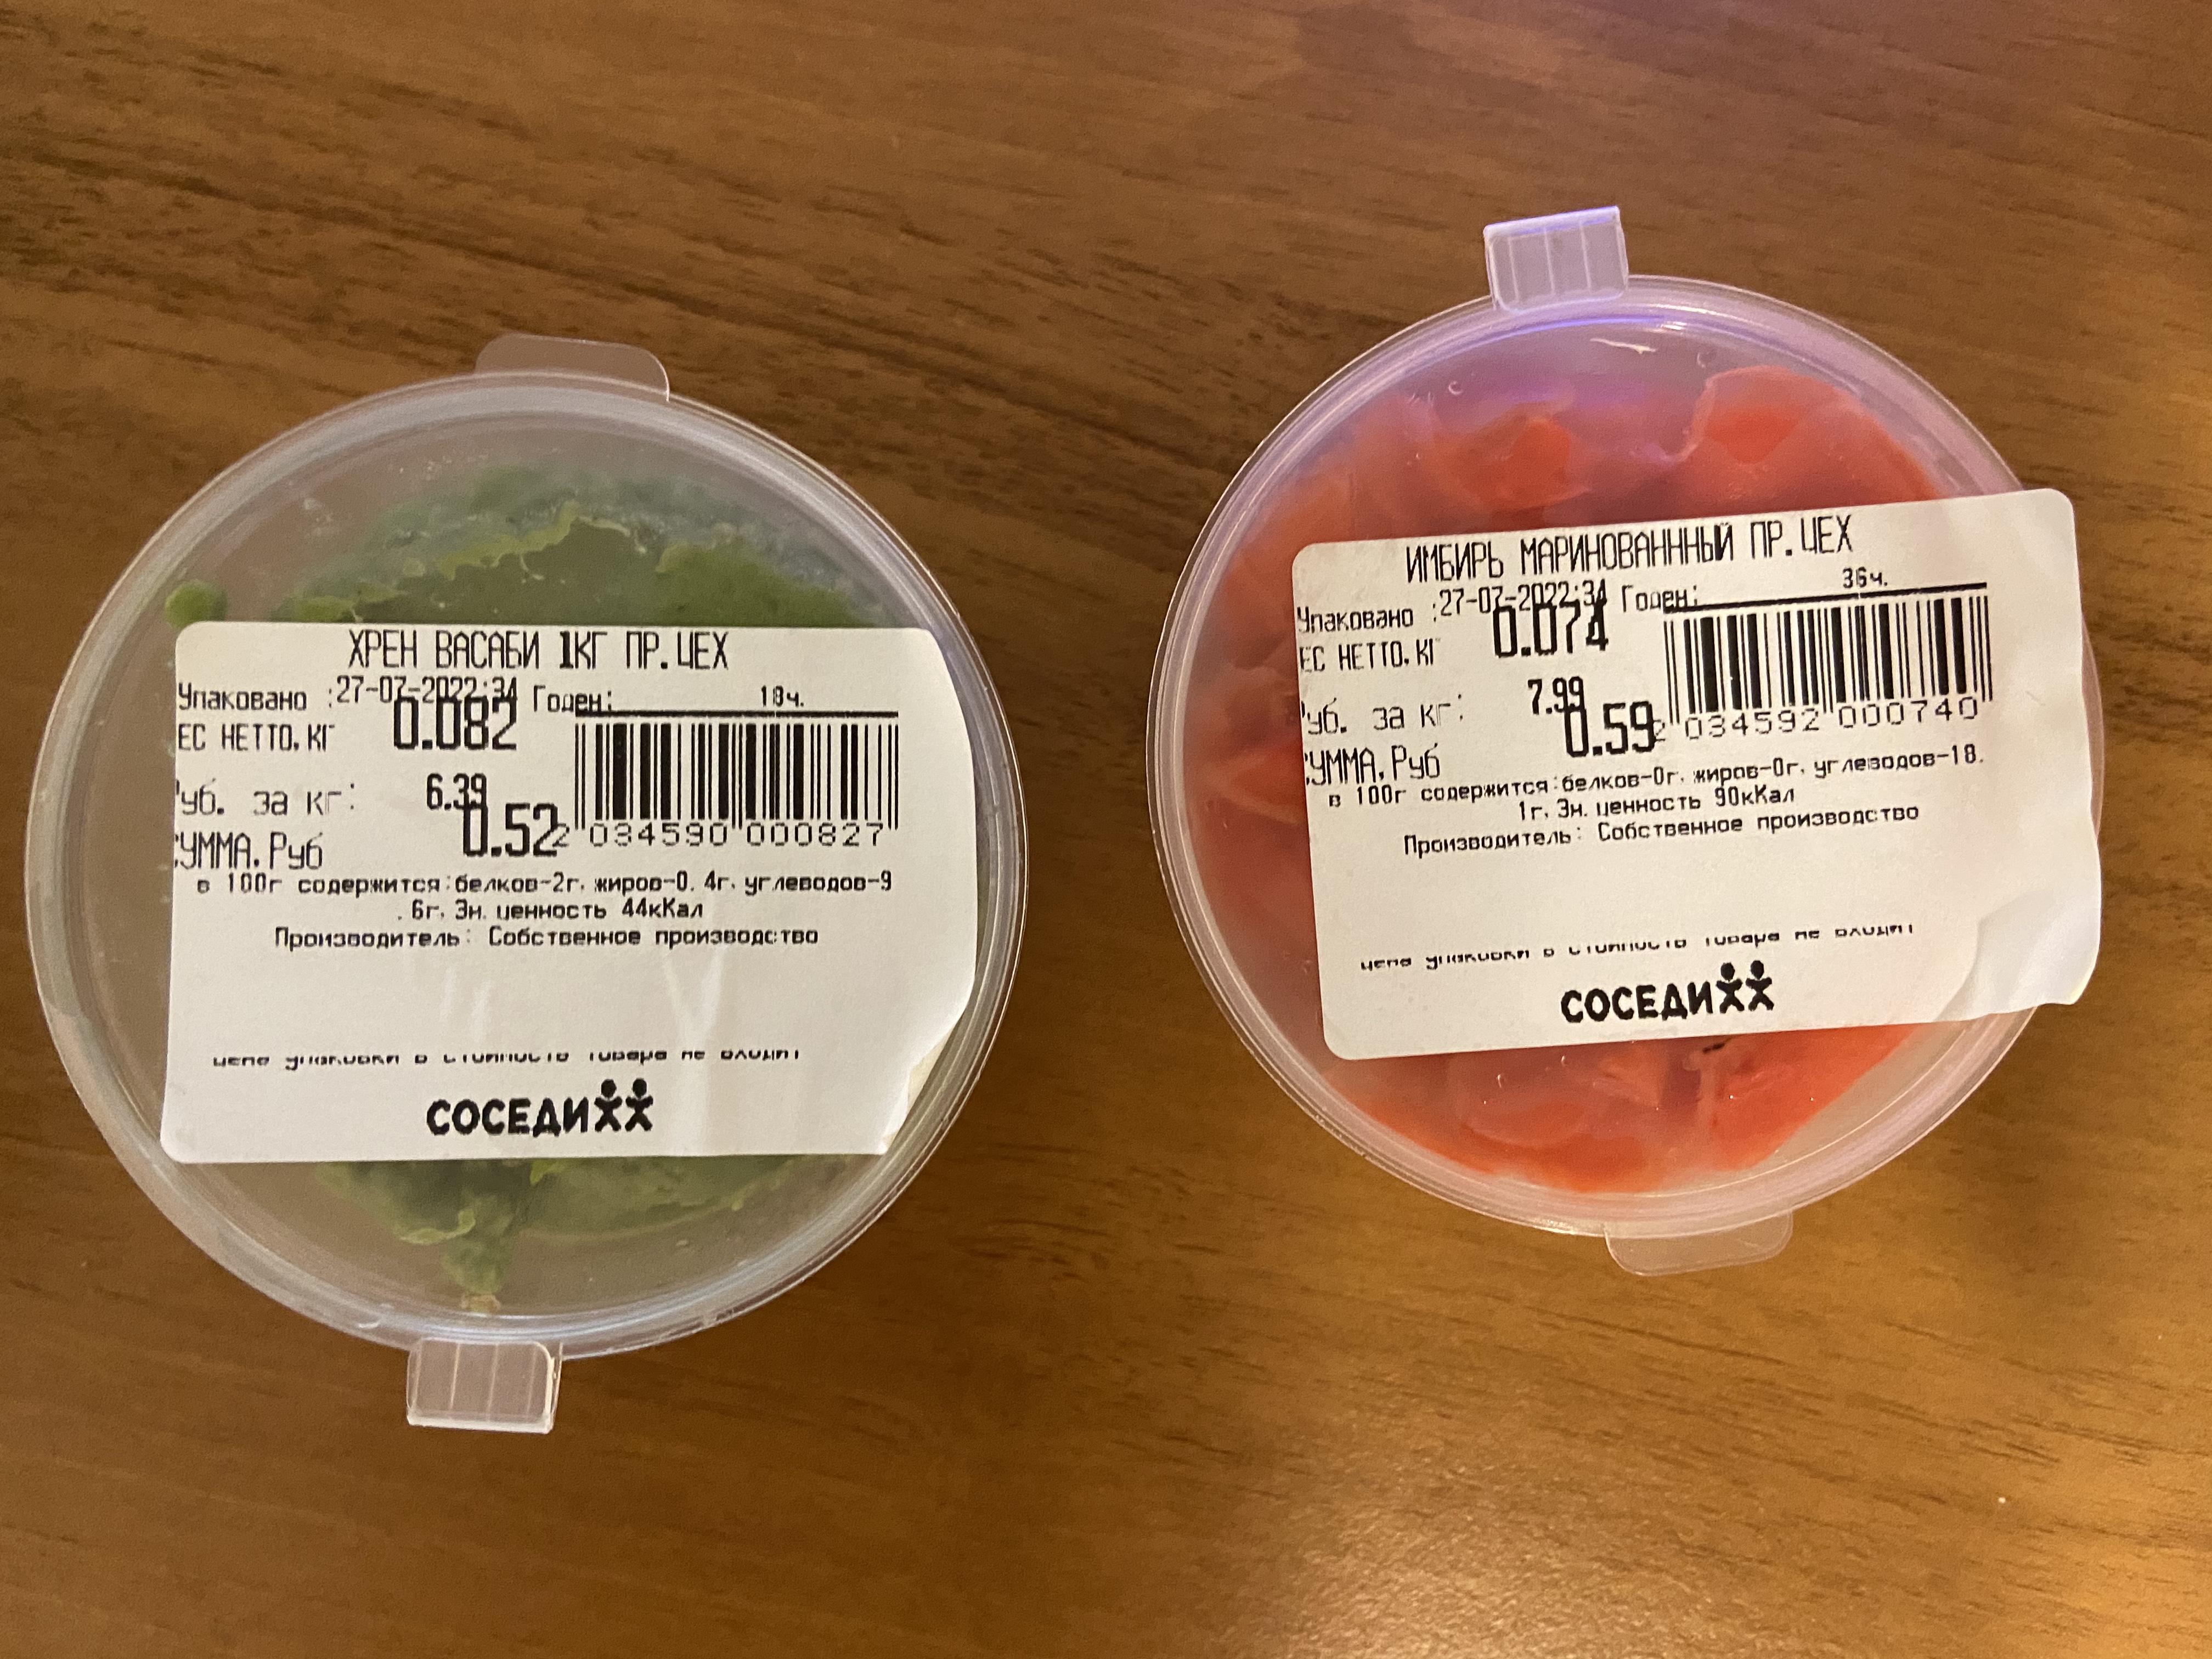 ХРЕН ВАСАБИ 1КГ ПР.ЦЕХ
Упаковано :27-07-2022:34 Годен: 18ч.
ЕС НЕТТО,КГ 0.082
уб. за кг: 6.39
УММА,Руб 0.52
2 034590 000827
в 100г содержится:белков-2г, жиров-0. 4г, углеводов-9
. 6г, Эн. ценность 44кКал
Производитель: Собственное производство
цена упаковки в стоимость товара не входит
СОСЕДИ
ИМБИРЬ МАРИНОВАНННЫЙ ПР.ЦЕХ
Упаковано :27-07-2022:34 Годен: 36ч.
ЕС НЕТТО,КГ 0.074
уб. за кг: 7.99
УММА,Руб 0.59
2 034592 000740
в 100г содержится:белков-0г, жиров-0г, углеводов-18.
1г, Эн. ценность 90кКал
Производитель: Собственное производство
цена упаковки в стоимость товара не входит
СОСЕДИ